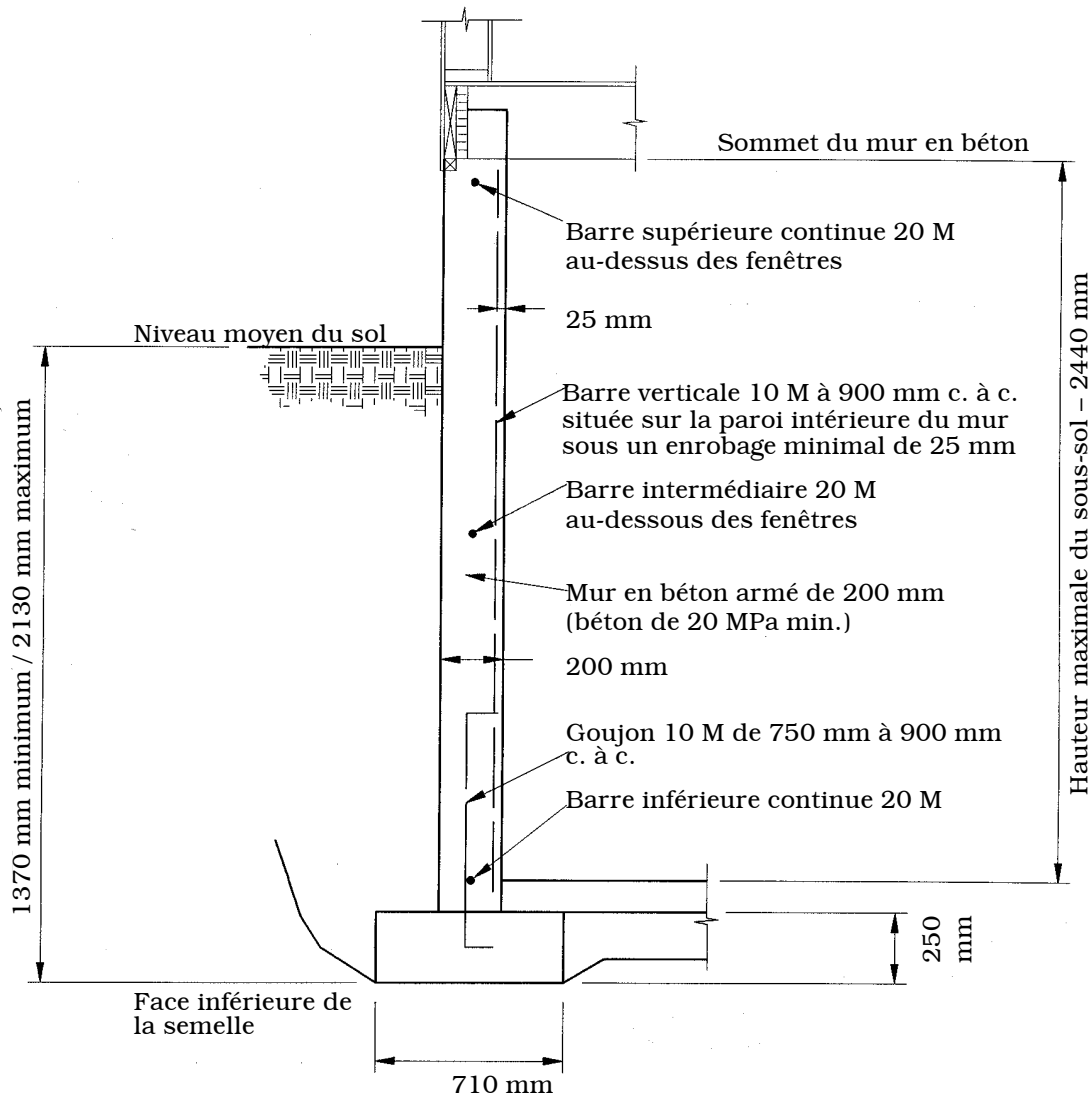 Sommet du mur en béton
Barre supérieure continue 20 M
au-dessus des fenêtres
25 mm
Niveau moyen du sol
Barre verticale 10 M à 900 mm c. à c.
située sur la paroi intérieure du mur
sous un enrobage minimal de 25 mm
Barre intermédiaire 20 M
au-dessous des fenêtres
Mur en béton armé de 200 mm
(béton de 20 MPa min.)
200 mm
Goujon 10 M de 750 mm à 900 mm
c. à c.
Barre inférieure continue 20 M
1370 mm minimum / 2130 mm maximum
Hauteur maximale du sous-sol – 2440 mm
250
mm
Face inférieure de
la semelle
710 mm